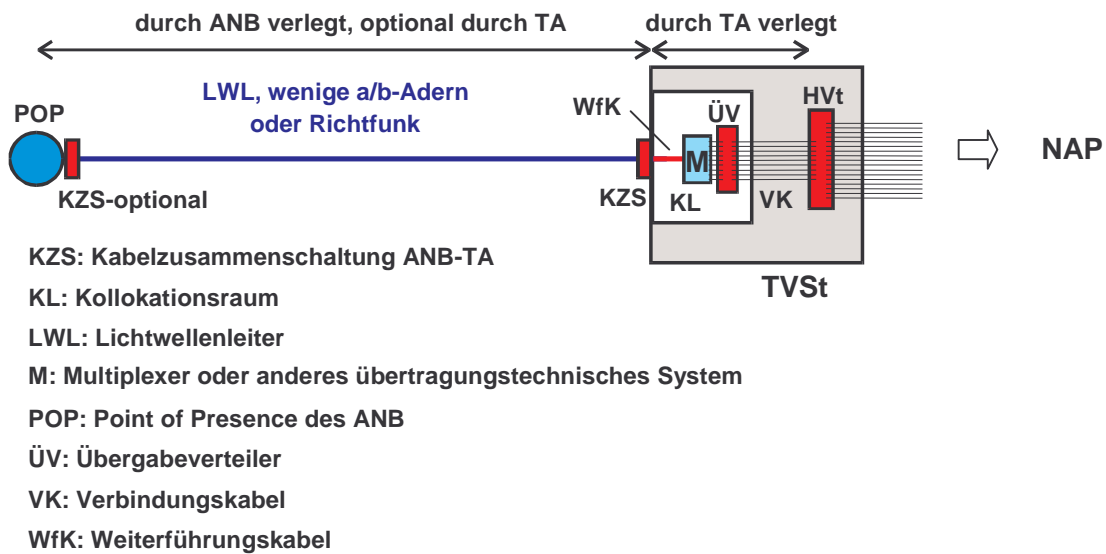 durch ANB verlegt, optional durch TA
durch TA verlegt
LWL, wenige a/b-Adern
oder Richtfunk
POP
WfK
ÜV
HVt
M
NAP
KZS-optional
KZS
KL
VK
TVSt
KZS: Kabelzusammenschaltung ANB-TA
KL: Kollokationsraum
LWL: Lichtwellenleiter
M: Multiplexer oder anderes übertragungstechnisches System
POP: Point of Presence des ANB
ÜV: Übergabeverteiler
VK: Verbindungskabel
WfK: Weiterführungskabel